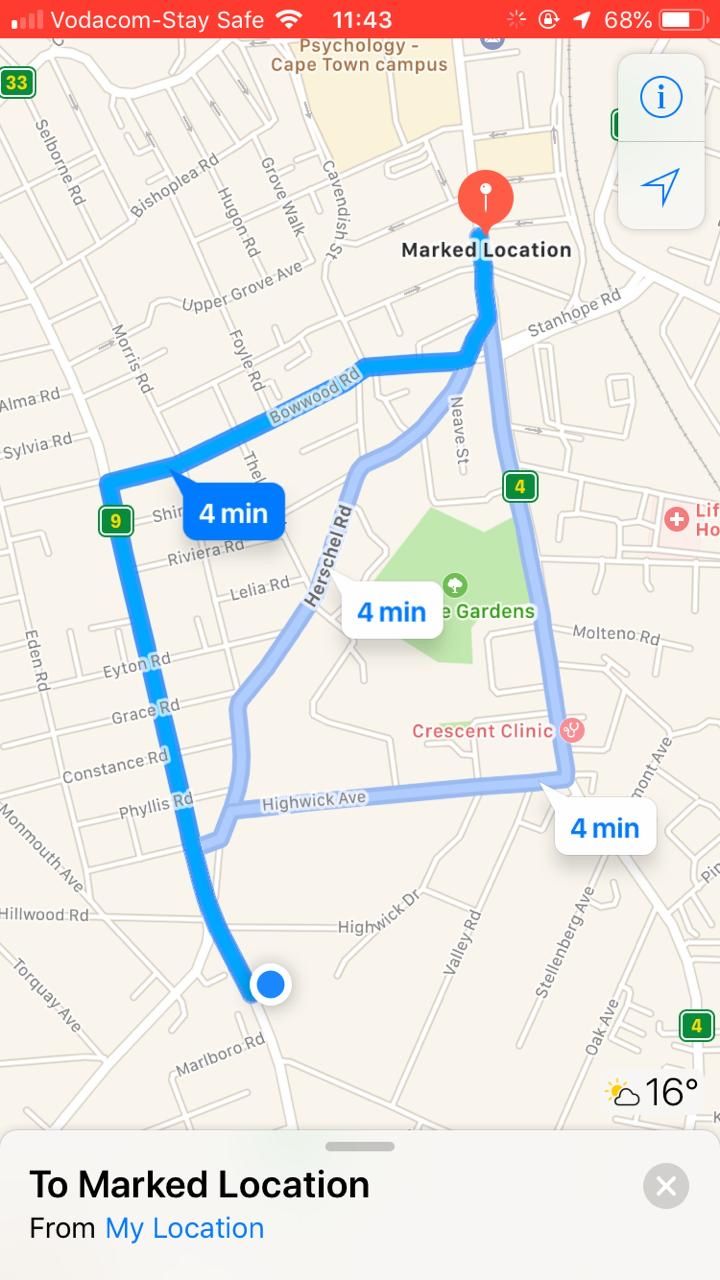 Vodacom-Stay Safe 11:43 68%
Psychology -
Cape Town campus
33
Selborne Rd
Bishoplea Rd
Grove Walk
Hugon Rd
Cavendish St
Marked Location
Upper Grove Ave
Stanhope Rd
Morris Rd
Foyle Rd
Alma Rd
Bowwood Rd
Neave St
Sylvia Rd
4
9
4 min
Riviera Rd
Herschel Rd
Lelia Rd
4 min
Gardens
Molteno Rd
Eden Rd
Eyton Rd
Grace Rd
Crescent Clinic
Constance Rd
Phyllis Rd
Highwick Ave
4 min
Monmouth Ave
Hillwood Rd
Highwick Dr
Valley Rd
Stellenberg Ave
Torquay Ave
4
Oak Ave
Marlboro Rd
16°
To Marked Location
From My Location